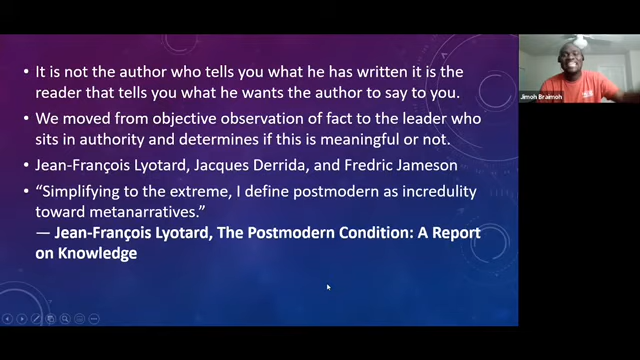 • It is not the author who tells you what he has written it is the
reader that tells you what he wants the author to say to you.
• We moved from objective observation of fact to the leader who
sits in authority and determines if this is meaningful or not.
• Jean-François Lyotard, Jacques Derrida, and Fredric Jameson
• “Simplifying to the extreme, I define postmodern as incredulity
toward metanarratives.”
― Jean-François Lyotard, The Postmodern Condition: A Report
on Knowledge
Jimoh Braimoh